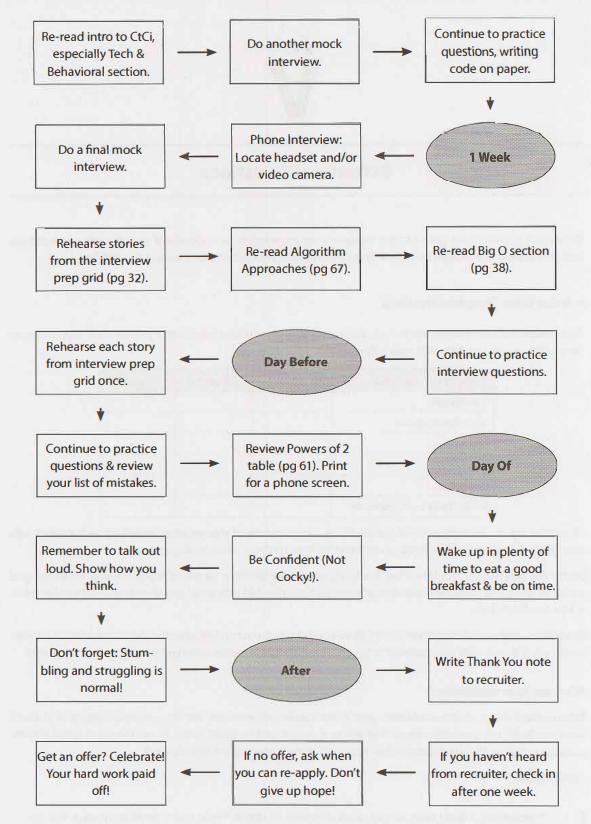 Re-read intro to CtCi,
especially Tech &
Behavioral section.
Do another mock
interview.
Continue to practice
questions, writing
code on paper.
1 Week
Phone Interview:
Locate headset and/or
video camera.
Do a final mock
interview.
Rehearse stories
from the interview
prep grid (pg 32).
Re-read Algorithm
Approaches (pg 67).
Re-read Big O section
(pg 38).
Continue to practice
interview questions.
Day Before
Rehearse each story
from interview prep
grid once.
Continue to practice
questions & review
your list of mistakes.
Review Powers of 2
table (pg 61). Print
for a phone screen.
Day Of
Wake up in plenty of
time to eat a good
breakfast & be on time.
Be Confident (Not
Cocky!).
Remember to talk out
loud. Show how you
think.
Don't forget: Stum-
bling and struggling is
normal!
After
Write Thank You note
to recruiter.
If you haven't heard
from recruiter, check in
after one week.
If no offer, ask when
you can re-apply. Don't
give up hope!
Get an offer? Celebrate!
Your hard work paid
off!